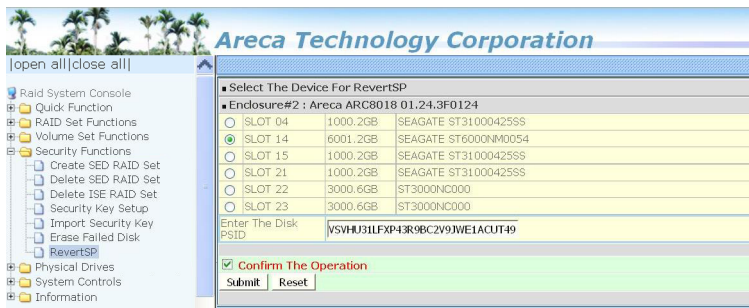 Areca Technology Corporation
|open all|close all|
Raid System Console
Quick Function
RAID Set Functions
Volume Set Functions
Security Functions
Create SED RAID Set
Delete SED RAID Set
Delete ISE RAID Set
Security Key Setup
Import Security Key
Erase Failed Disk
RevertSP
Physical Drives
System Controls
Information
Select The Device For RevertSP
Enclosure#2 : Areca ARC8018 01.24.3F0124
SLOT 04 1000.2GB SEAGATE ST31000425SS
SLOT 14 6001.2GB SEAGATE ST6000NM0054
SLOT 15 1000.2GB SEAGATE ST31000425SS
SLOT 21 1000.2GB SEAGATE ST31000425SS
SLOT 22 3000.6GB ST3000NC000
SLOT 23 3000.6GB ST3000NC000
Enter The Disk
PSID
VSVHU31LFXP43R9BC2V9JWE1ACUT49
Confirm The Operation
Submit Reset